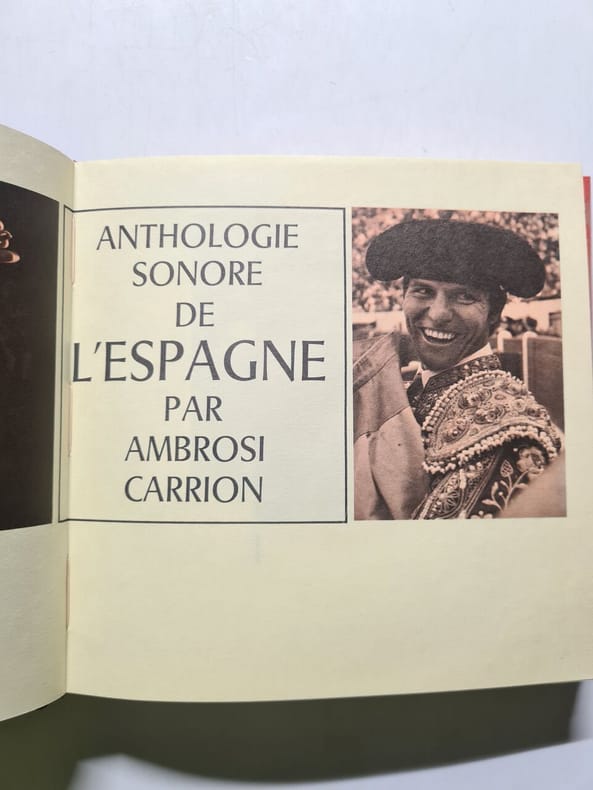 ANTHOLOGIE
SONORE
DE
L'ESPAGNE
PAR
AMBROSI
CARRION